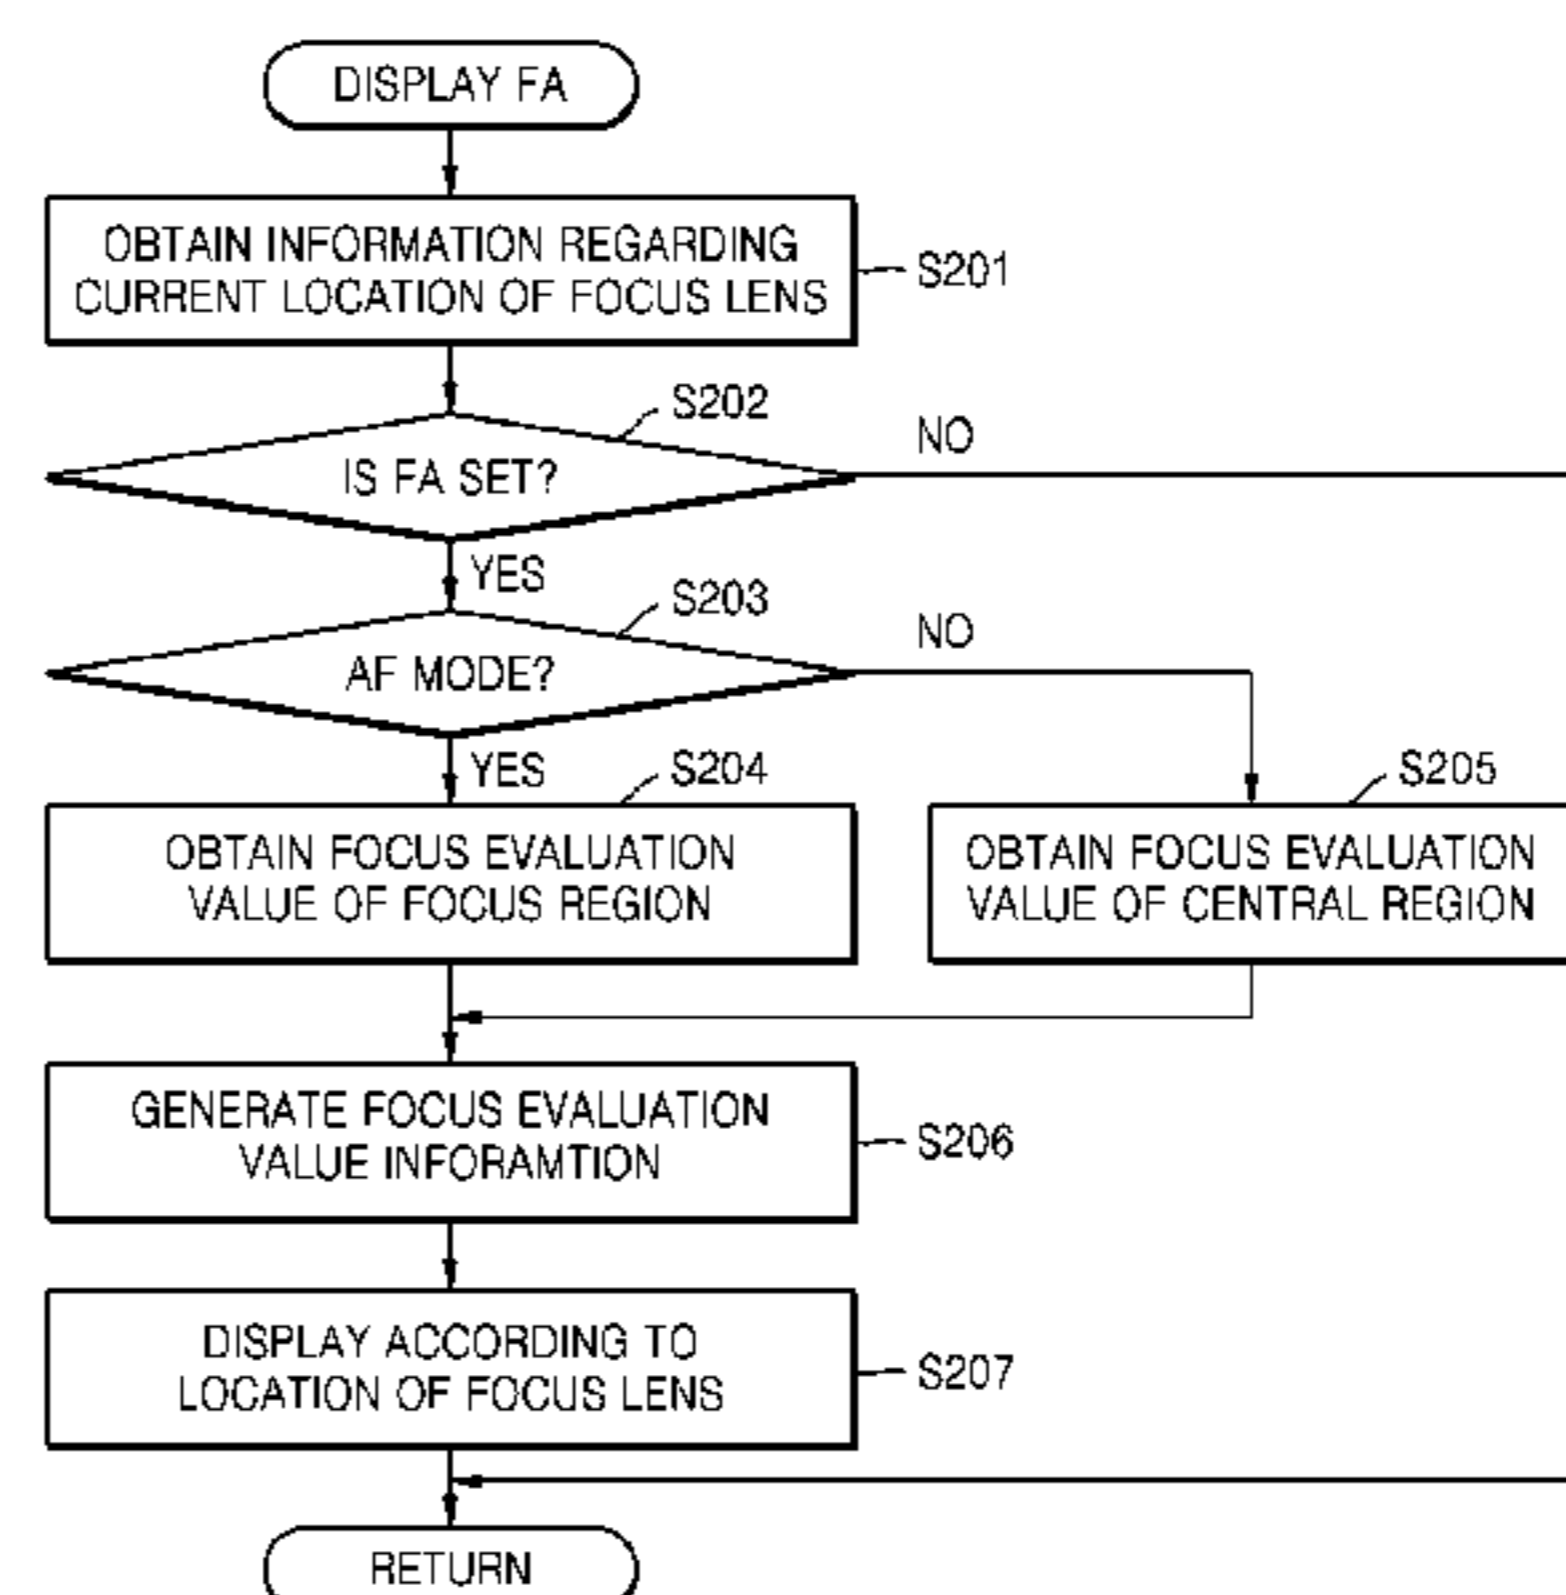 DISPLAY FA
OBTAIN INFORMATION REGARDING
CURRENT LOCATION OF FOCUS LENS
S201
S202
IS FA SET?
NO
YES
S203
AF MODE?
NO
YES
S204
OBTAIN FOCUS EVALUATION
VALUE OF FOCUS REGION
S205
OBTAIN FOCUS EVALUATION
VALUE OF CENTRAL REGION
GENERATE FOCUS EVALUATION
VALUE INFORAMTION
S206
DISPLAY ACCORDING TO
LOCATION OF FOCUS LENS
S207
RETURN